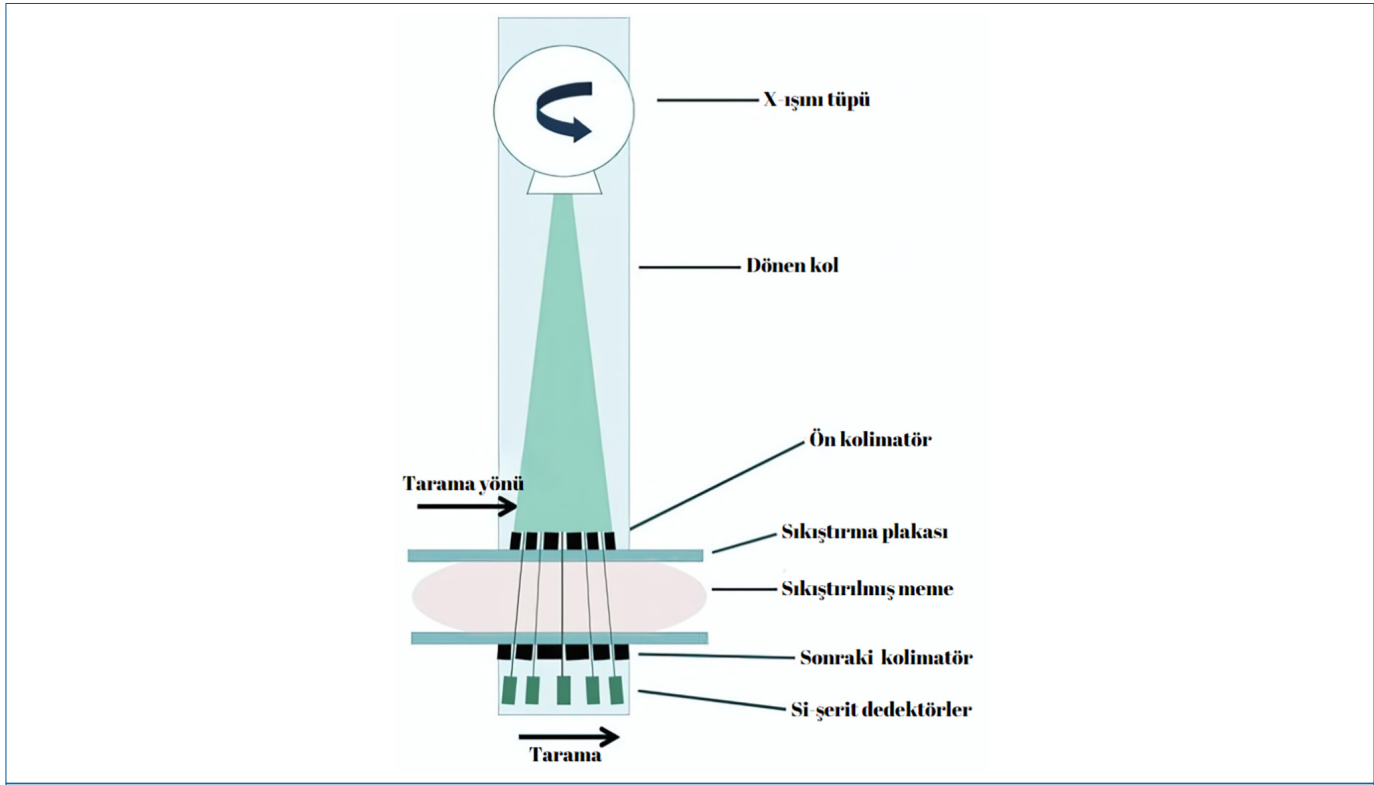 X-ışını tüpü
Dönen kol
Ön kolimatör
Tarama yönü
Sıkıştırma plakası
Sıkıştırılmış meme
Sonraki kolimatör
Si-şerit dedektörler
Tarama